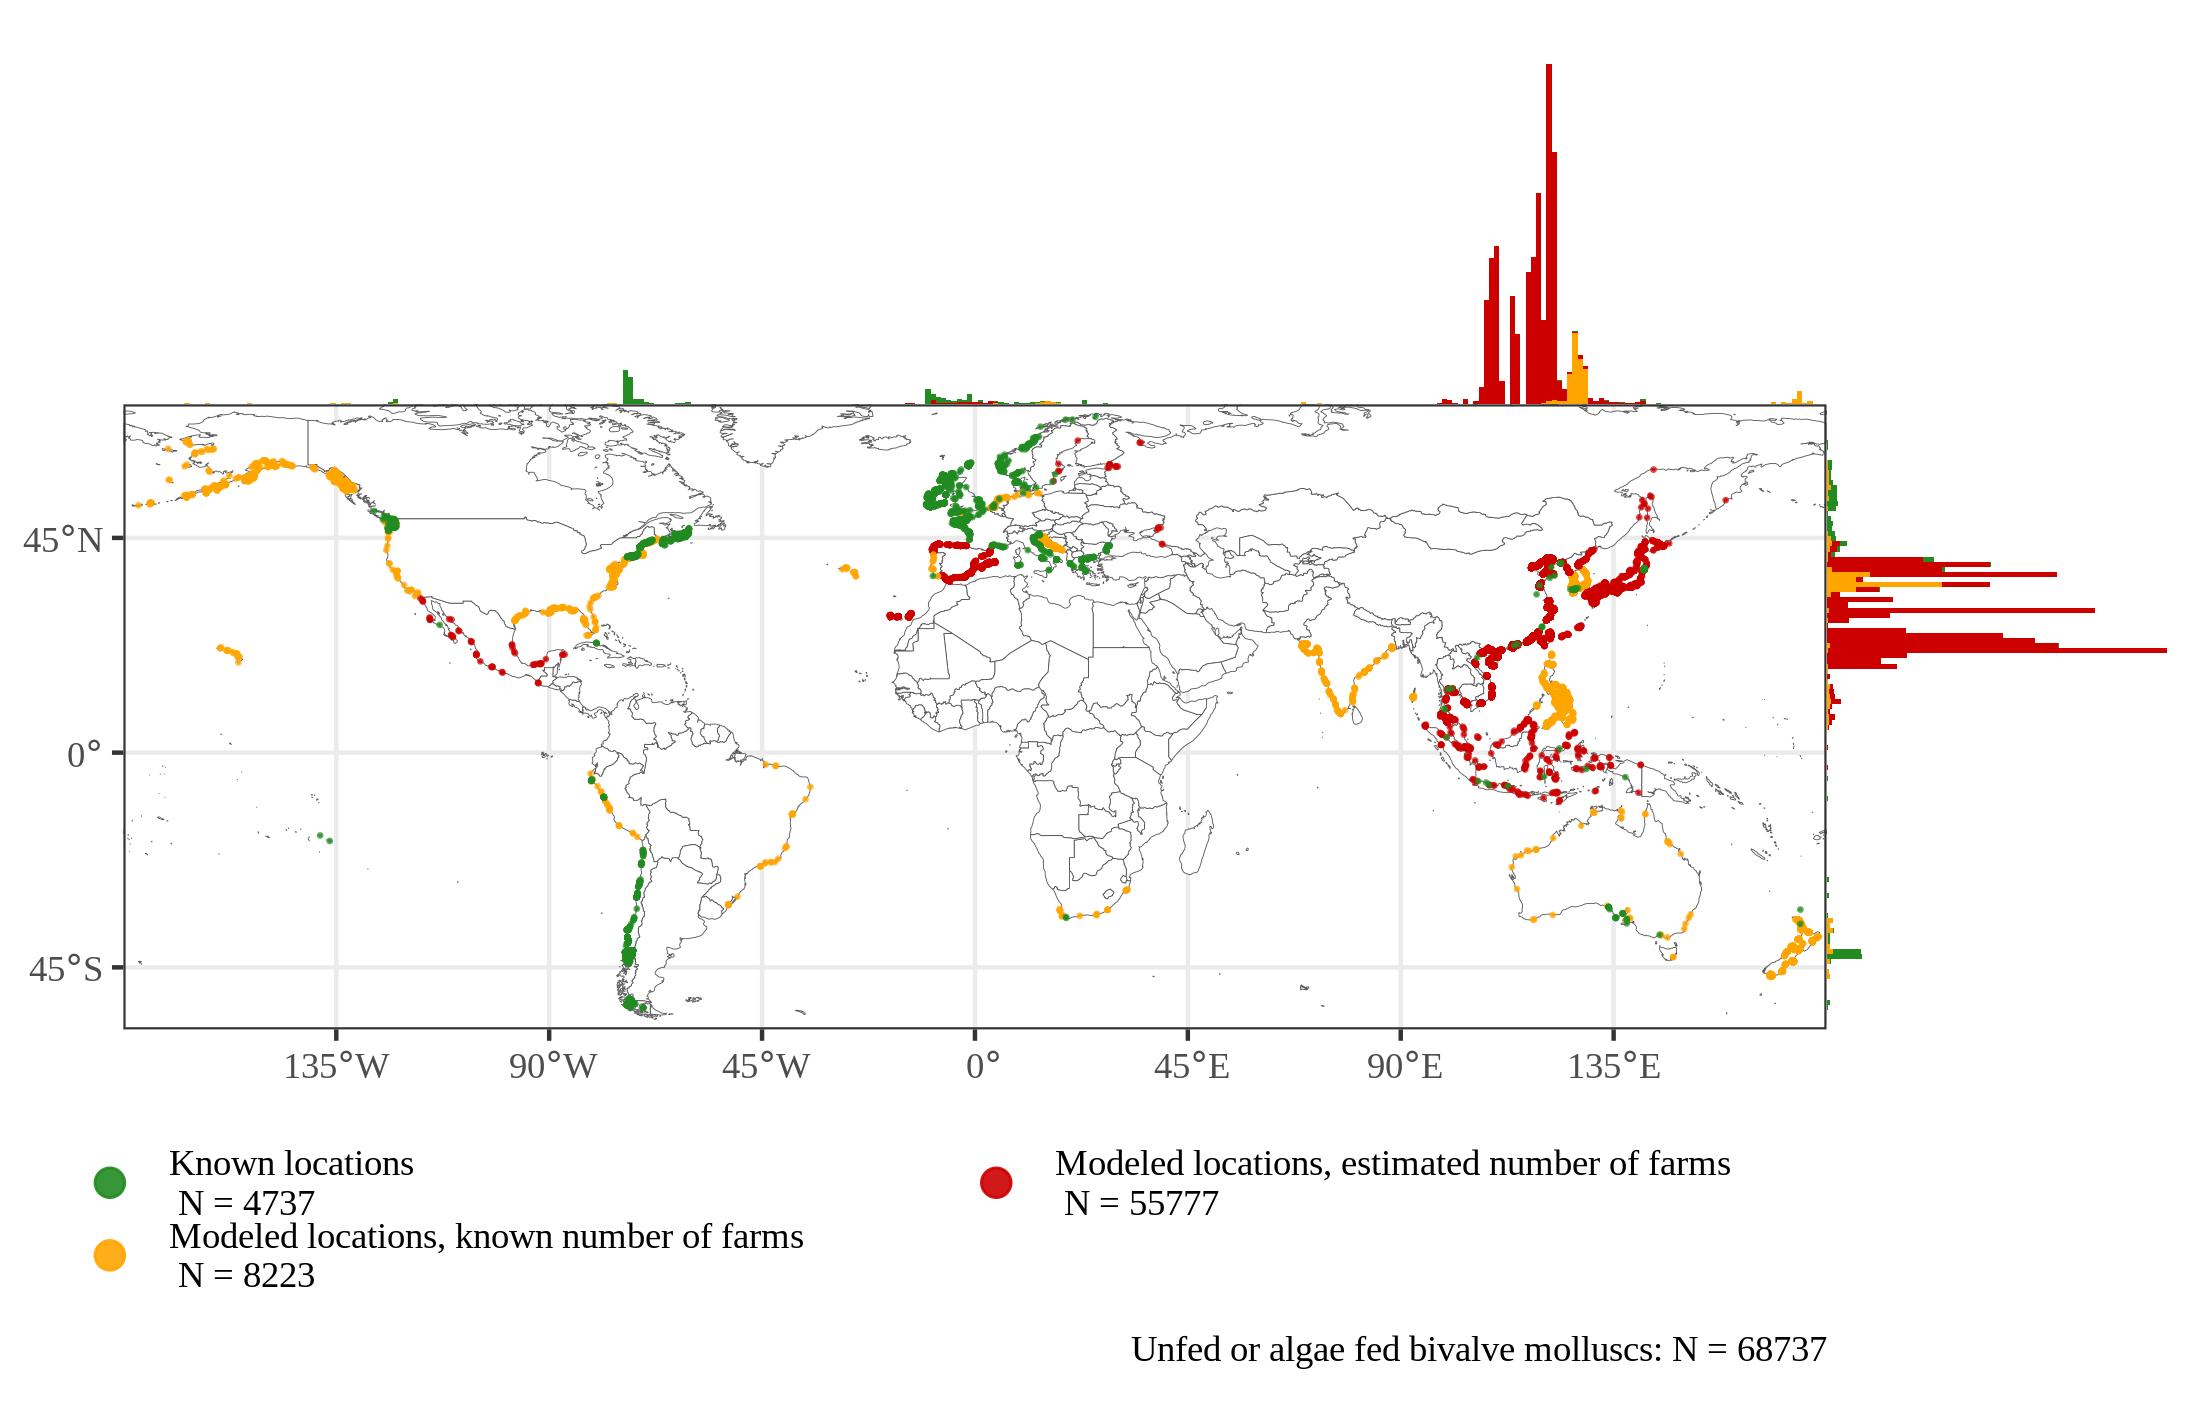 45°N
0°
45°S
135°W
90°W
45°W
0°
45°E
90°E
135°E
Known locations
N = 4737
Modeled locations, known number of farms
N = 8223
Modeled locations, estimated number of farms
N = 55777
Unfed or algae fed bivalve molluscs: N = 68737